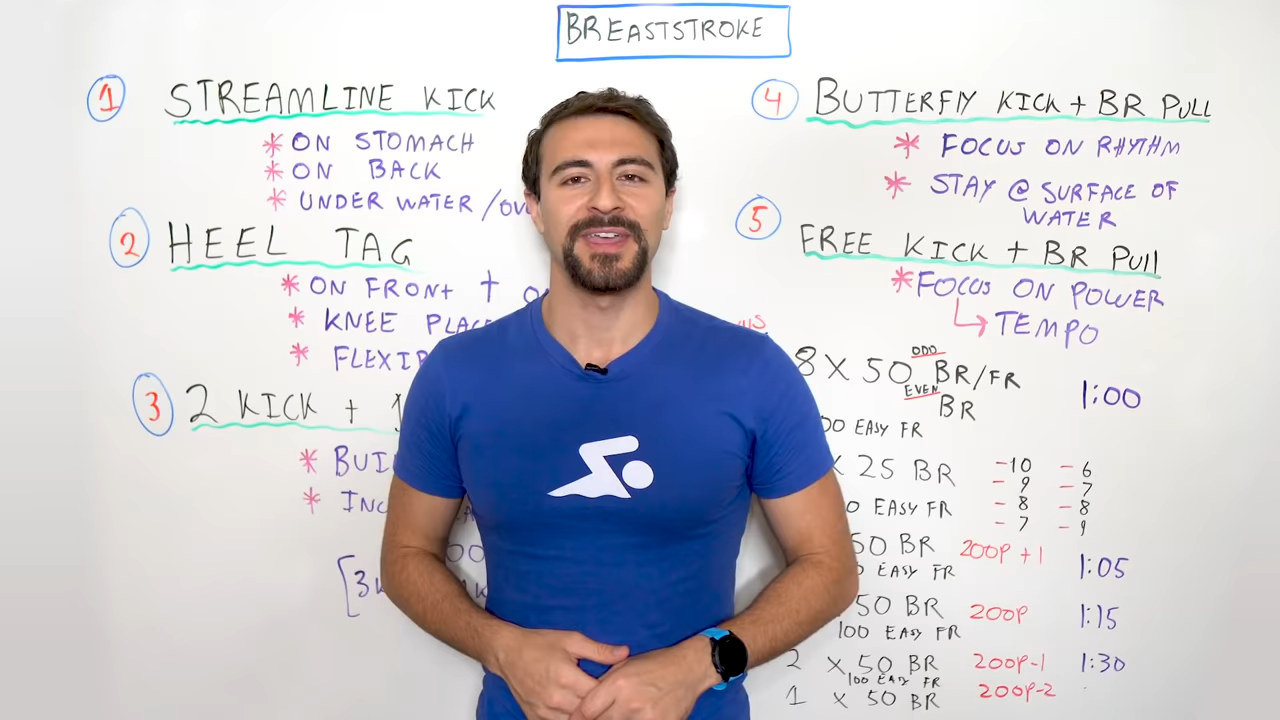 BREASTSTROKE
1 STREAMLINE KICK
* ON STOMACH
* ON BACK
* UNDER WATER /
2 HEEL TAG
* ON FRONT +
* KNEE
*
3 2 KICK +
*
*
4 BUTTERFLY KICK + BR PULL
* FOCUS ON RHYTHM
* STAY @ SURFACE OF
WATER
5 FREE KICK + BR PULL
* FOCUS ON POWER
↳ TEMPO
8 X 50 ODD BR/FR 1:00
EVEN BR
EASY FR
25 BR -10 -6
-9 -7
EASY FR -8 -8
-7 -9
50 BR 200P +1 1:05
EASY FR
50 BR 200P 1:15
100 EASY FR
2 X 50 BR 200P-1 1:30
100 EASY FR
1 X 50 BR 200P-2